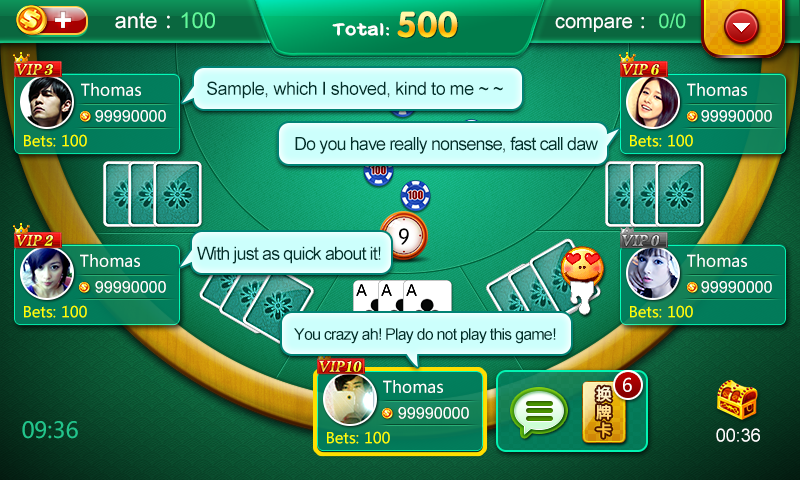 ante : 100
Total: 500
compare : 0/0
VIP 3
Thomas
99990000
Bets: 100
Sample, which I shoved, kind to me ~ ~
VIP 6
Thomas
99990000
Bets: 100
Do you have really nonsense, fast call daw
100
100
9
VIP 2
Thomas
99990000
Bets: 100
With just as quick about it!
VIP 0
Thomas
99990000
Bets: 100
A A A
You crazy ah! Play do not play this game!
VIP10
Thomas
99990000
Bets: 100
换牌卡
6
09:36
00:36